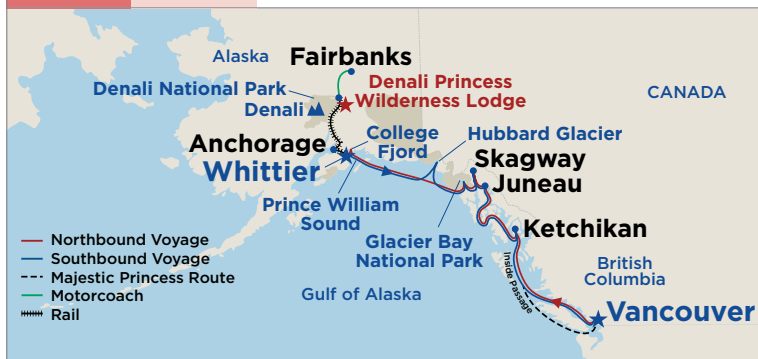 Alaska
Fairbanks
Denali National Park
Denali
Denali Princess
Wilderness Lodge
CANADA
Anchorage
Whittier
College
Fjord
Hubbard Glacier
Skagway
Juneau
Prince William
Sound
Glacier Bay
National Park
Ketchikan
Northbound Voyage
Southbound Voyage
Majestic Princess Route
Motorcoach
Rail
Gulf of Alaska
Inside Passage
British
Columbia
Vancouver